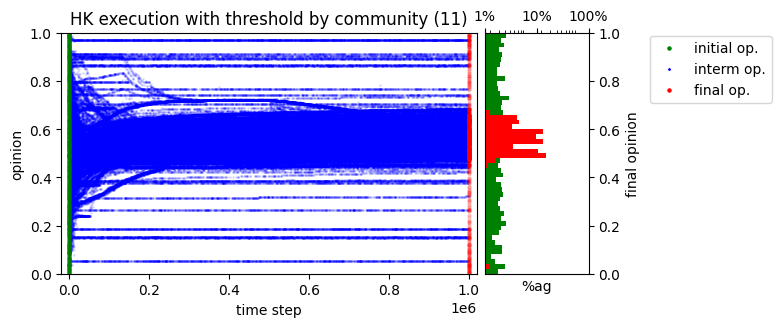 HK execution with threshold by community (11)
1% 10% 100%
1.0
0.8
0.6
0.4
0.2
0.0
opinion
0.0 0.2 0.4 0.6 0.8 1.0
1e6
time step
%ag
1.0
0.8
0.6
0.4
0.2
0.0
final opinion
initial op.
interm op.
final op.